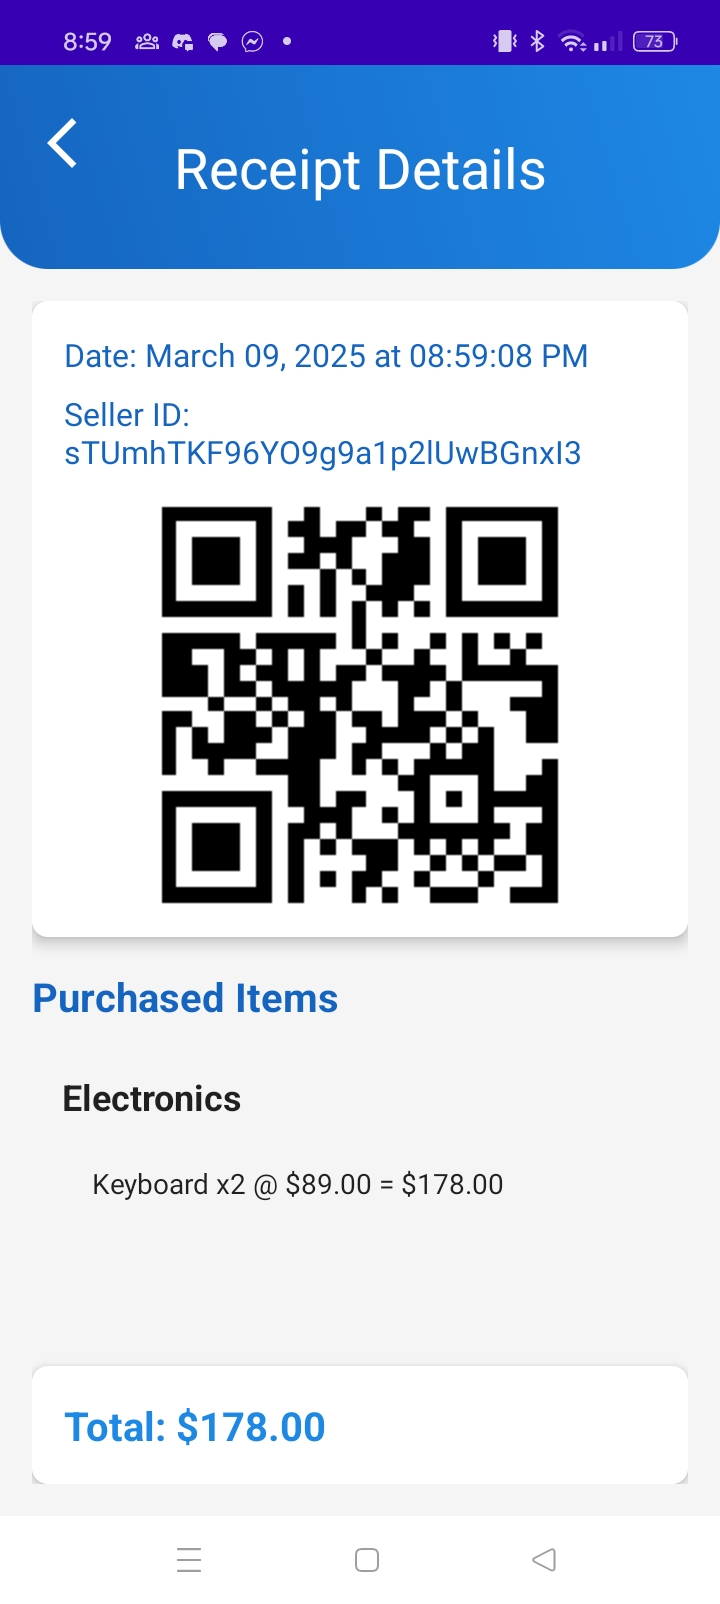 8:59
73
Receipt Details
Date: March 09, 2025 at 08:59:08 PM
Seller ID:
sTUmhTKF96YO9g9a1p2lUwBGnxI3
Purchased Items
Electronics
Keyboard x2 @ $89.00 = $178.00
Total: $178.00